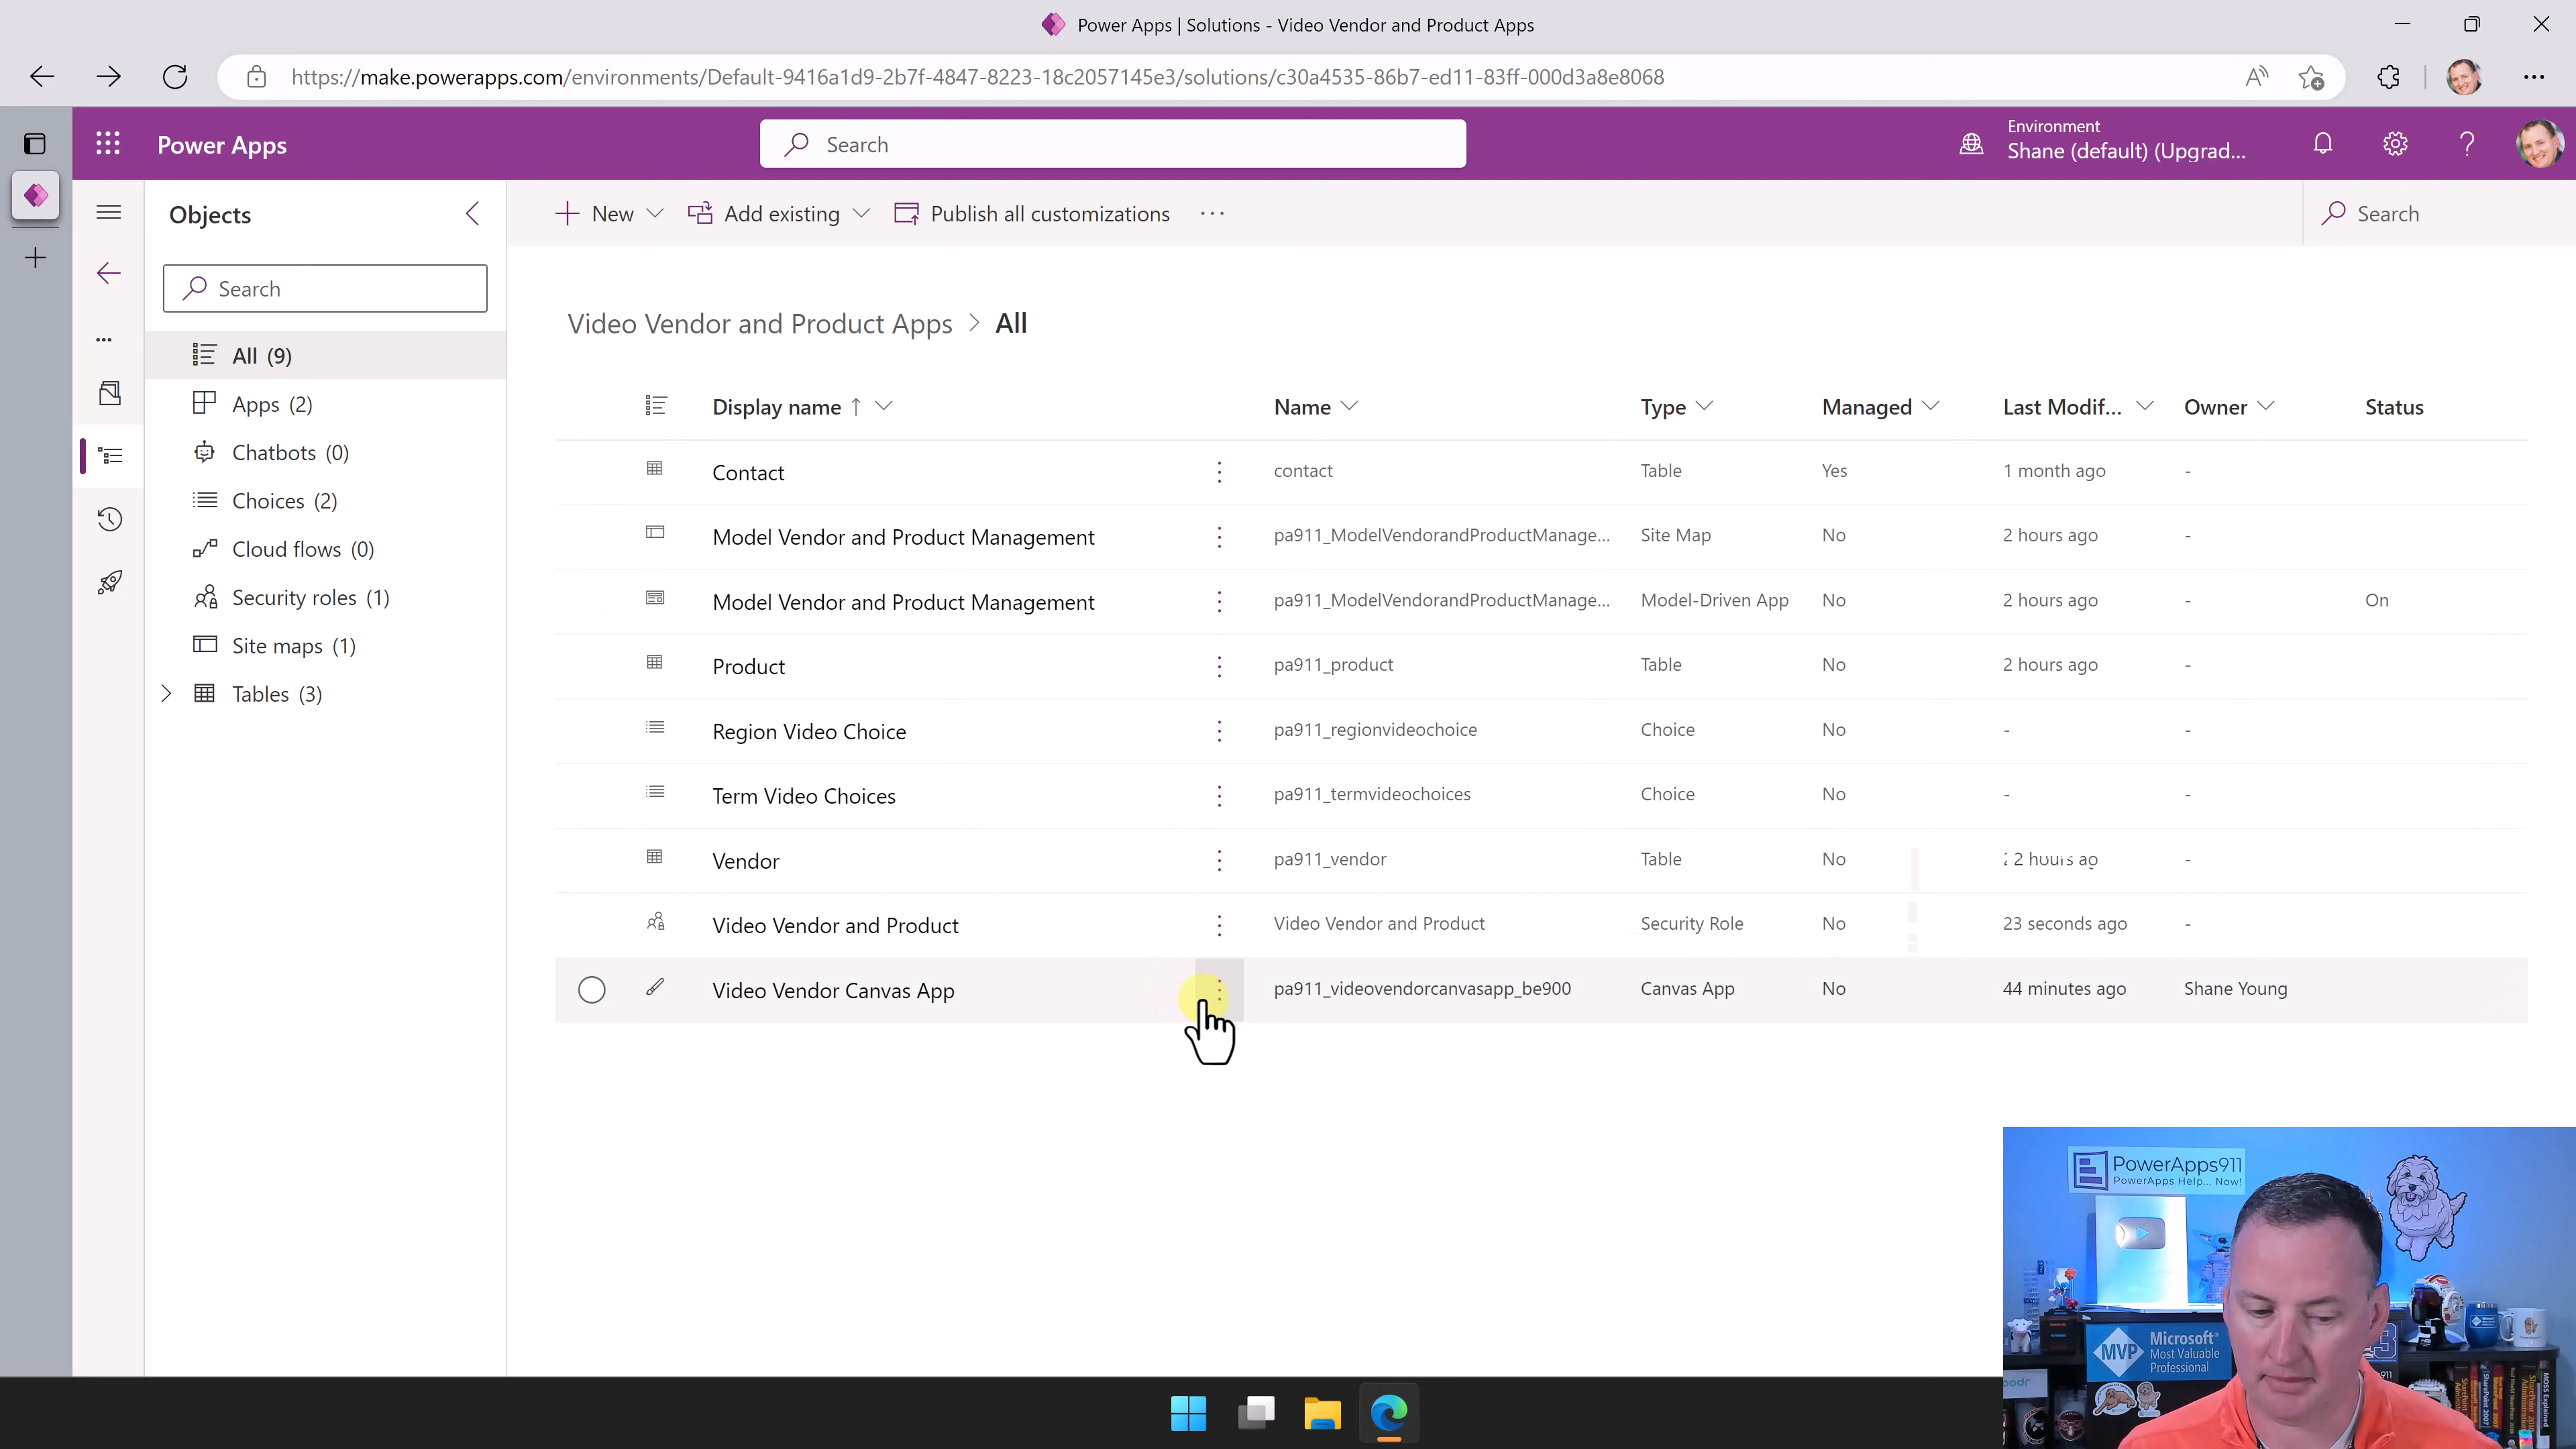 Power Apps | Solutions - Video Vendor and Product Apps
https://make.powerapps.com/environments/Default-9416a1d9-2b7f-4847-8223-18c2057145e3/solutions/c30a4535-86b7-ed11-83ff-000d3a8e8068
Power Apps
Search
Environment
Shane (default) (Upgrad...
Objects
New
Add existing
Publish all customizations
Search
Search
Video Vendor and Product Apps > All
All (9)
Apps (2)
Chatbots (0)
Choices (2)
Cloud flows (0)
Security roles (1)
Site maps (1)
Tables (3)
Display name Name Type Managed Last Modif... Owner Status
Contact contact Table Yes 1 month ago -
Model Vendor and Product Management pa911_ModelVendorandProductManage... Site Map No 2 hours ago -
Model Vendor and Product Management pa911_ModelVendorandProductManage... Model-Driven App No 2 hours ago - On
Product pa911_product Table No 2 hours ago -
Region Video Choice pa911_regionvideochoice Choice No - -
Term Video Choices pa911_termvideochoices Choice No - -
Vendor pa911_vendor Table No 2 hours ago -
Video Vendor and Product Video Vendor and Product Security Role No 23 seconds ago -
Video Vendor Canvas App pa911_videovendorcanvasapp_be900 Canvas App No 44 minutes ago Shane Young
PowerApps911
PowerApps Help... Now!
MVP
Microsoft®
Most Valuable
Professional